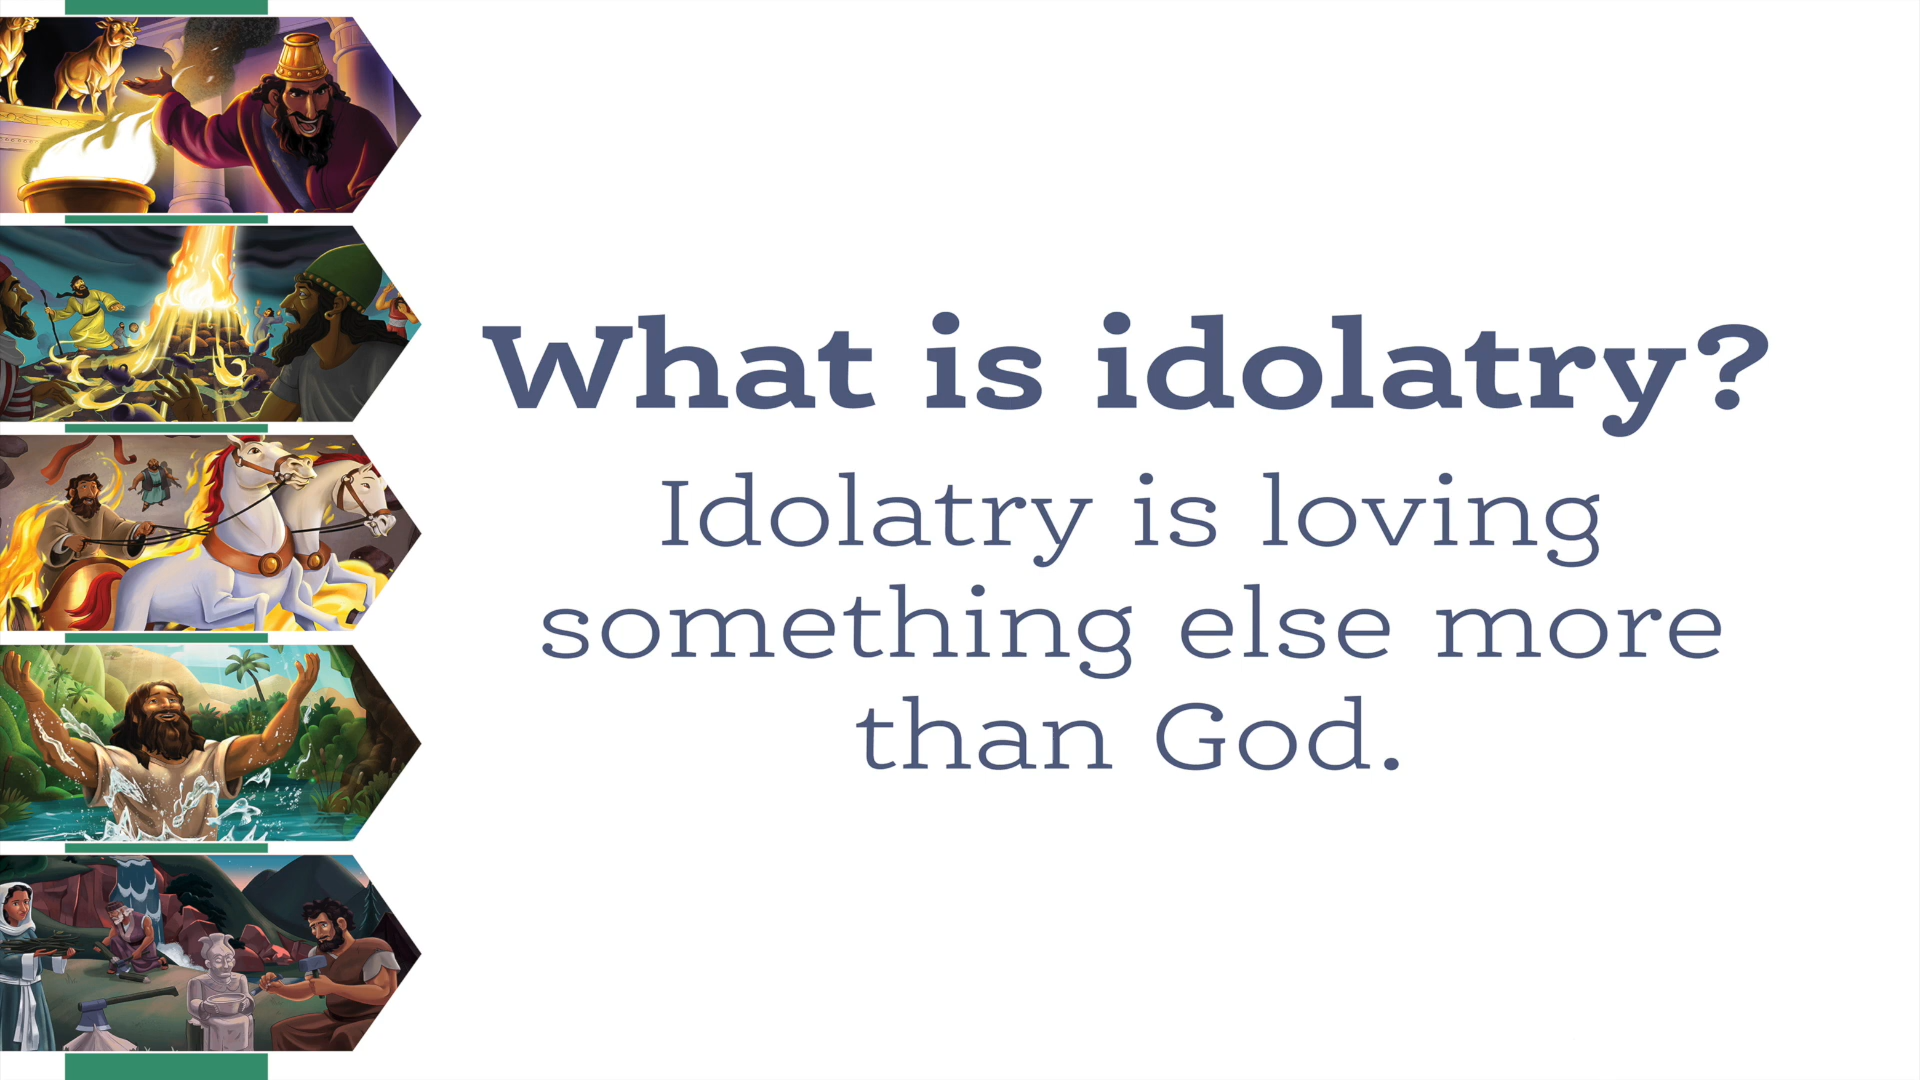 What is idolatry?
Idolatry is loving
something else more
than God.